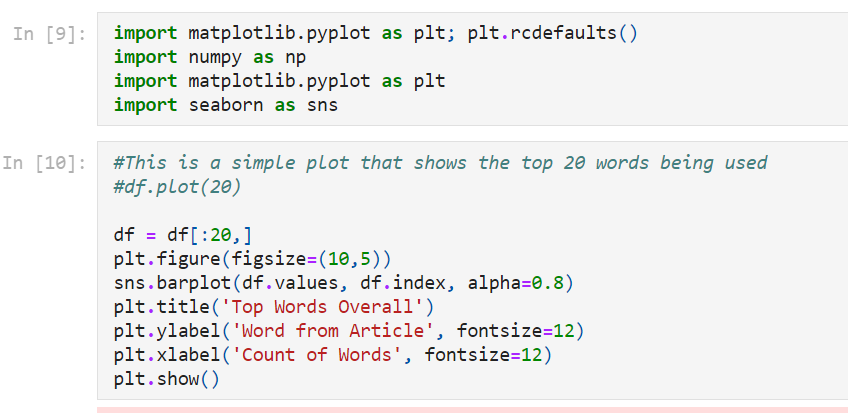 In [9]:
import matplotlib.pyplot as plt; plt.rcdefaults()
import numpy as np
import matplotlib.pyplot as plt
import seaborn as sns
In [10]:
#This is a simple plot that shows the top 20 words being used
#df.plot(20)
df = df[:20,]
plt.figure(figsize=(10,5))
sns.barplot(df.values, df.index, alpha=0.8)
plt.title('Top Words Overall')
plt.ylabel('Word from Article', fontsize=12)
plt.xlabel('Count of Words', fontsize=12)
plt.show()